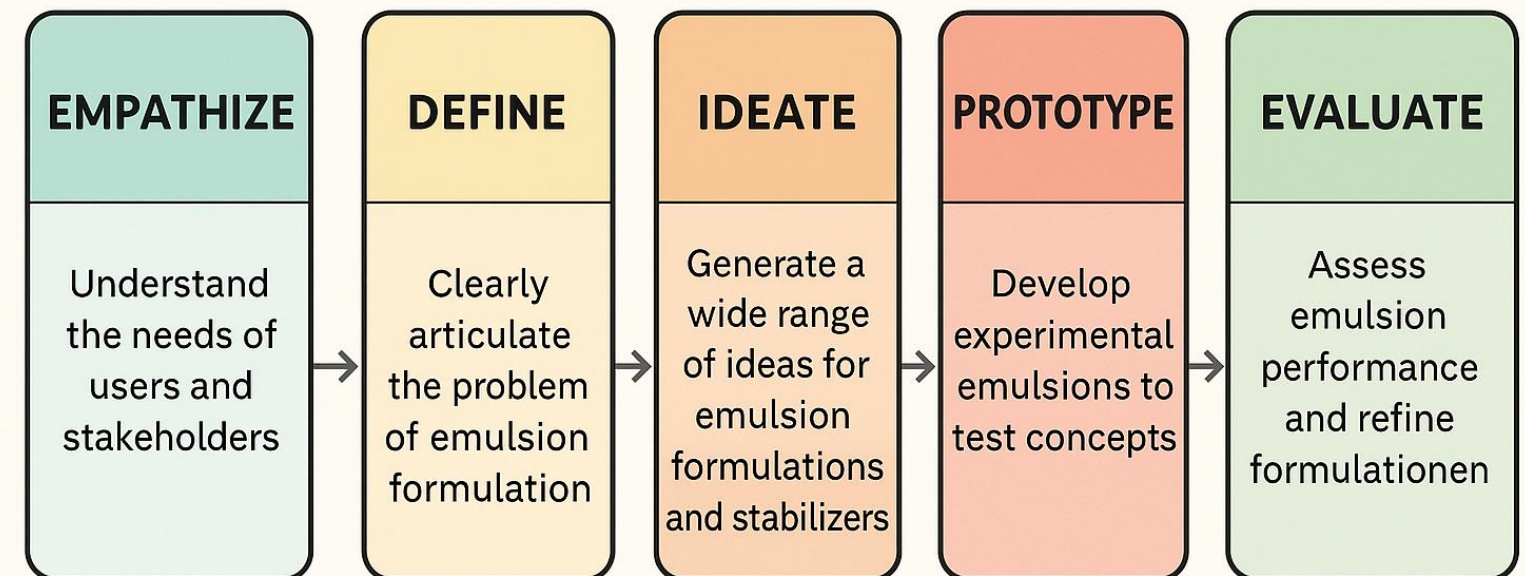 EMPATHIZE
Understand
the needs of
users and
stakeholders
DEFINE
Clearly
articulate
the problem
of emulsion
formulation
IDEATE
Generate a
wide range
of ideas for
emulsion
formulations
and stabilizers
PROTOTYPE
Develop
experimental
emulsions to
test concepts
EVALUATE
Assess
emulsion
performance
and refine
formulationen